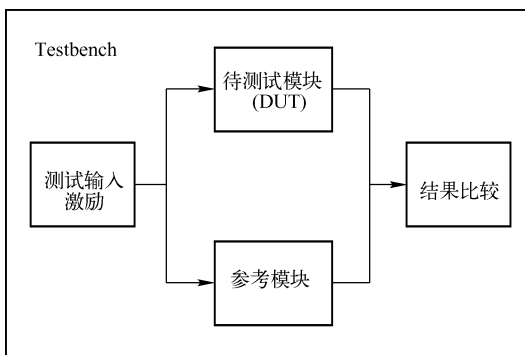 Testbench
待测试模块
(DUT)
测试输入
激励
结果比较
参考模块